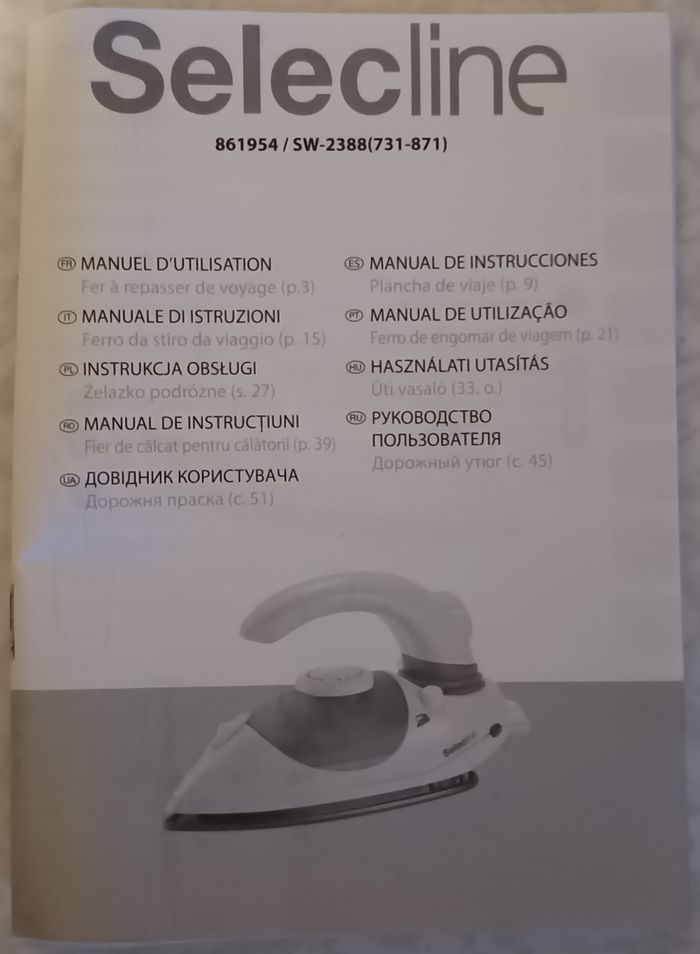 Selecline
861954 / SW-2388(731-871)
FR MANUEL D'UTILISATION
Fer à repasser de voyage (p.3)
IT MANUALE DI ISTRUZIONI
Ferro da stiro da viaggio (p. 15)
PL INSTRUKCJA OBSŁUGI
Żelazko podróżne (s. 27)
RO MANUAL DE INSTRUCȚIUNI
Fier de călcat pentru călătorii (p. 39)
UA ДОВІДНИК КОРИСТУВАЧА
Дорожня праска (с. 51)
ES MANUAL DE INSTRUCCIONES
Plancha de viaje (p. 9)
PT MANUAL DE UTILIZAÇÃO
Ferro de engomar de viagem (p. 21)
HU HASZNÁLATI UTASÍTÁS
Úti vasaló (33. o.)
RU РУКОВОДСТВО
ПОЛЬЗОВАТЕЛЯ
Дорожный утюг (с. 45)
Selecline